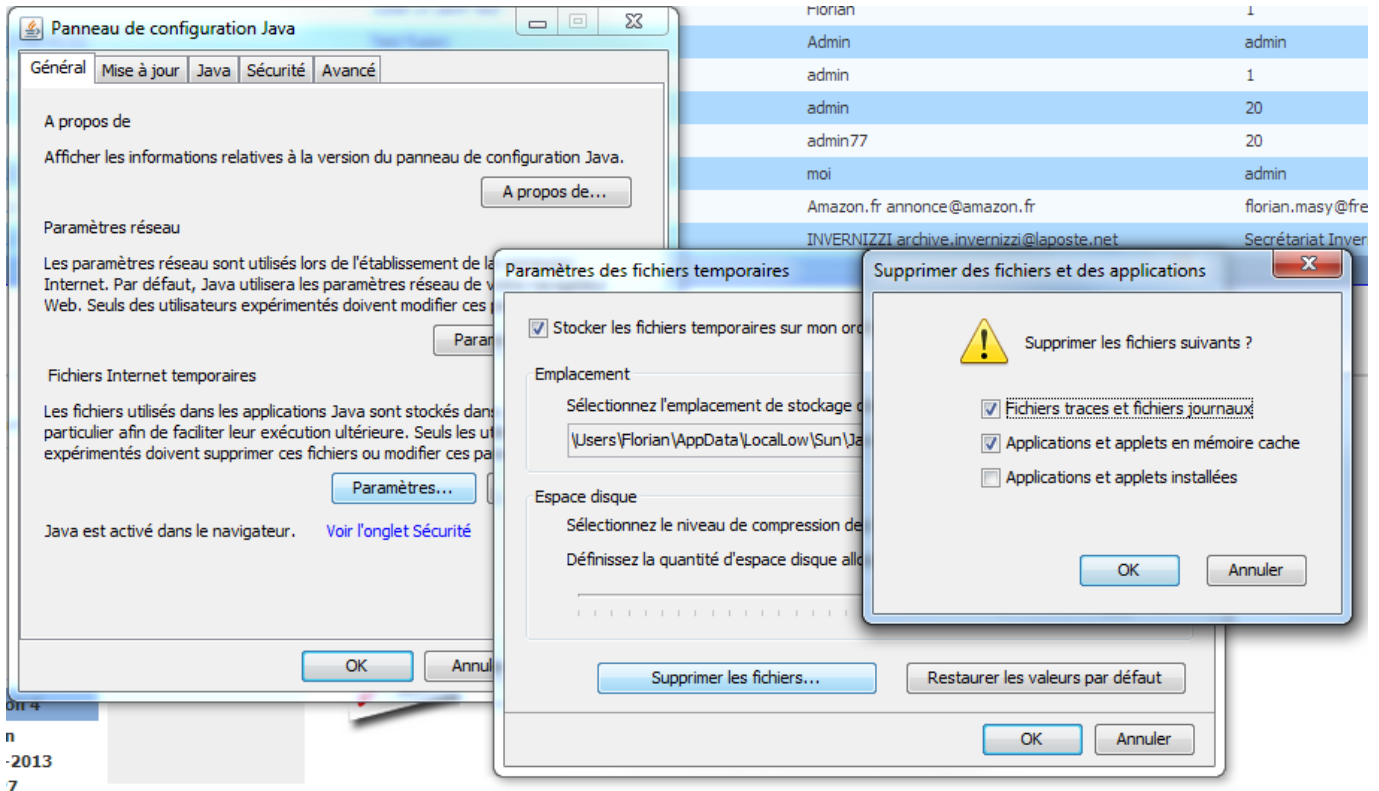 Panneau de configuration Java
Général
Mise à jour
Java
Sécurité
Avancé
A propos de
Afficher les informations relatives à la version du panneau de configuration Java.
A propos de...
Paramètres réseau
Les paramètres réseau sont utilisés lors de l'établissement de la
Internet. Par défaut, Java utilisera les paramètres réseau de
Web. Seuls des utilisateurs expérimentés doivent modifier ces
Fichiers Internet temporaires
Les fichiers utilisés dans les applications Java sont stockés dans
particulier afin de faciliter leur exécution ultérieure. Seuls les
expérimentés doivent supprimer ces fichiers ou modifier ces
Paramètres...
Java est activé dans le navigateur.
Voir l'onglet Sécurité
OK
Florian 1
Admin admin
admin 1
admin 20
admin77 20
moi admin
Amazon.fr annonce@amazon.fr florian.masy@fre
INVERNIZZI archive.invernizzi@laposte.net Secrétariat Inver
Paramètres des fichiers temporaires
Stocker les fichiers temporaires sur mon
Emplacement
Sélectionnez l'emplacement de stockage
\Users\Florian\AppData\LocalLow\Sun\Ja
Espace disque
Sélectionnez le niveau de compression
Définissez la quantité d'espace disque
Supprimer les fichiers...
Restaurer les valeurs par défaut
OK
Annuler
Supprimer des fichiers et des applications
Supprimer les fichiers suivants ?
Fichiers traces et fichiers journaux
Applications et applets en mémoire cache
Applications et applets installées
OK
Annuler
-2013